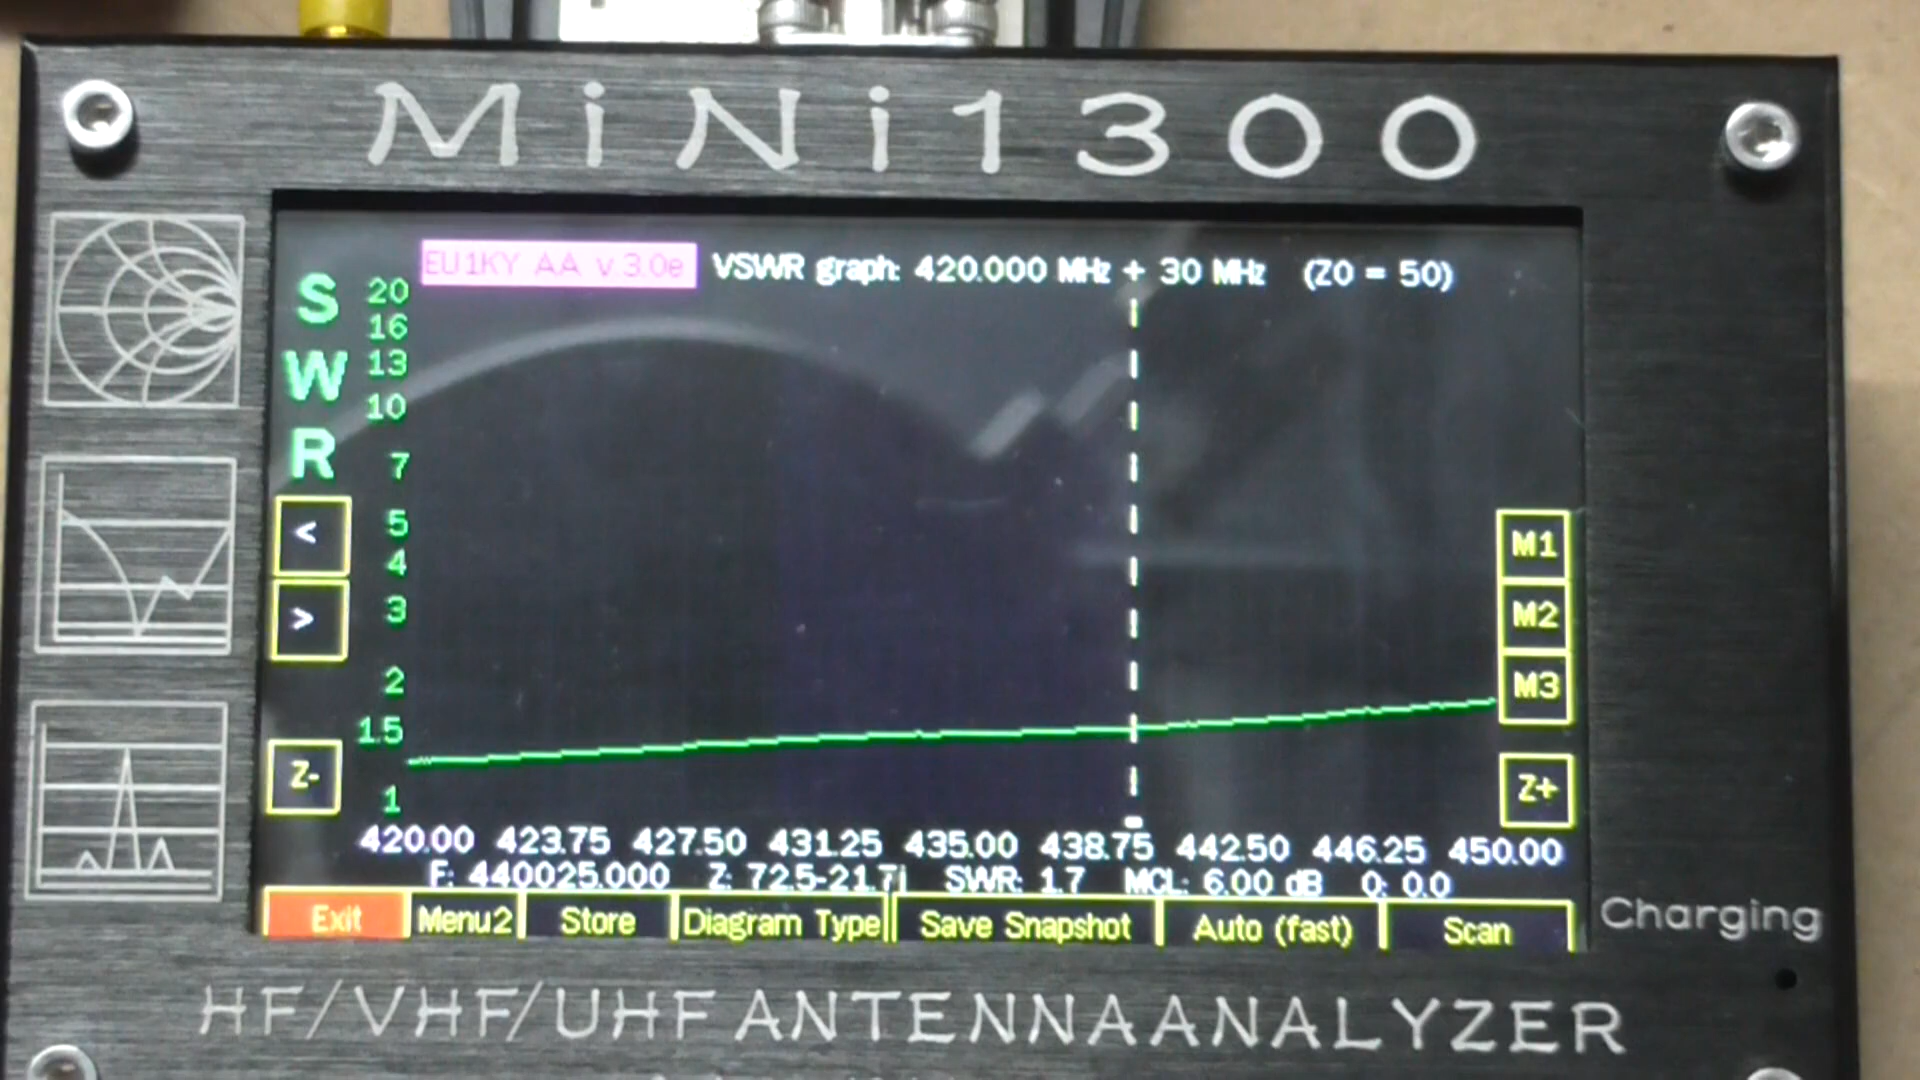 MiNi1300
EU1KY AA v.3.0e VSWR graph: 420.000 MHz + 30 MHz (Z0 = 50)
S
W
R
20
16
13
10
7
5
4
3
2
1.5
1
<
>
Z-
M1
M2
M3
Z+
420.00 423.75 427.50 431.25 435.00 438.75 442.50 446.25 450.00
F: 440025.000 Z: 72.5-21.7j SWR: 1.7 MCL: 6.00 dB Q: 0.0
Exit Menu2 Store Diagram Type Save Snapshot Auto (fast) Scan
Charging
HF/VHF/UHF ANTENNA ANALYZER